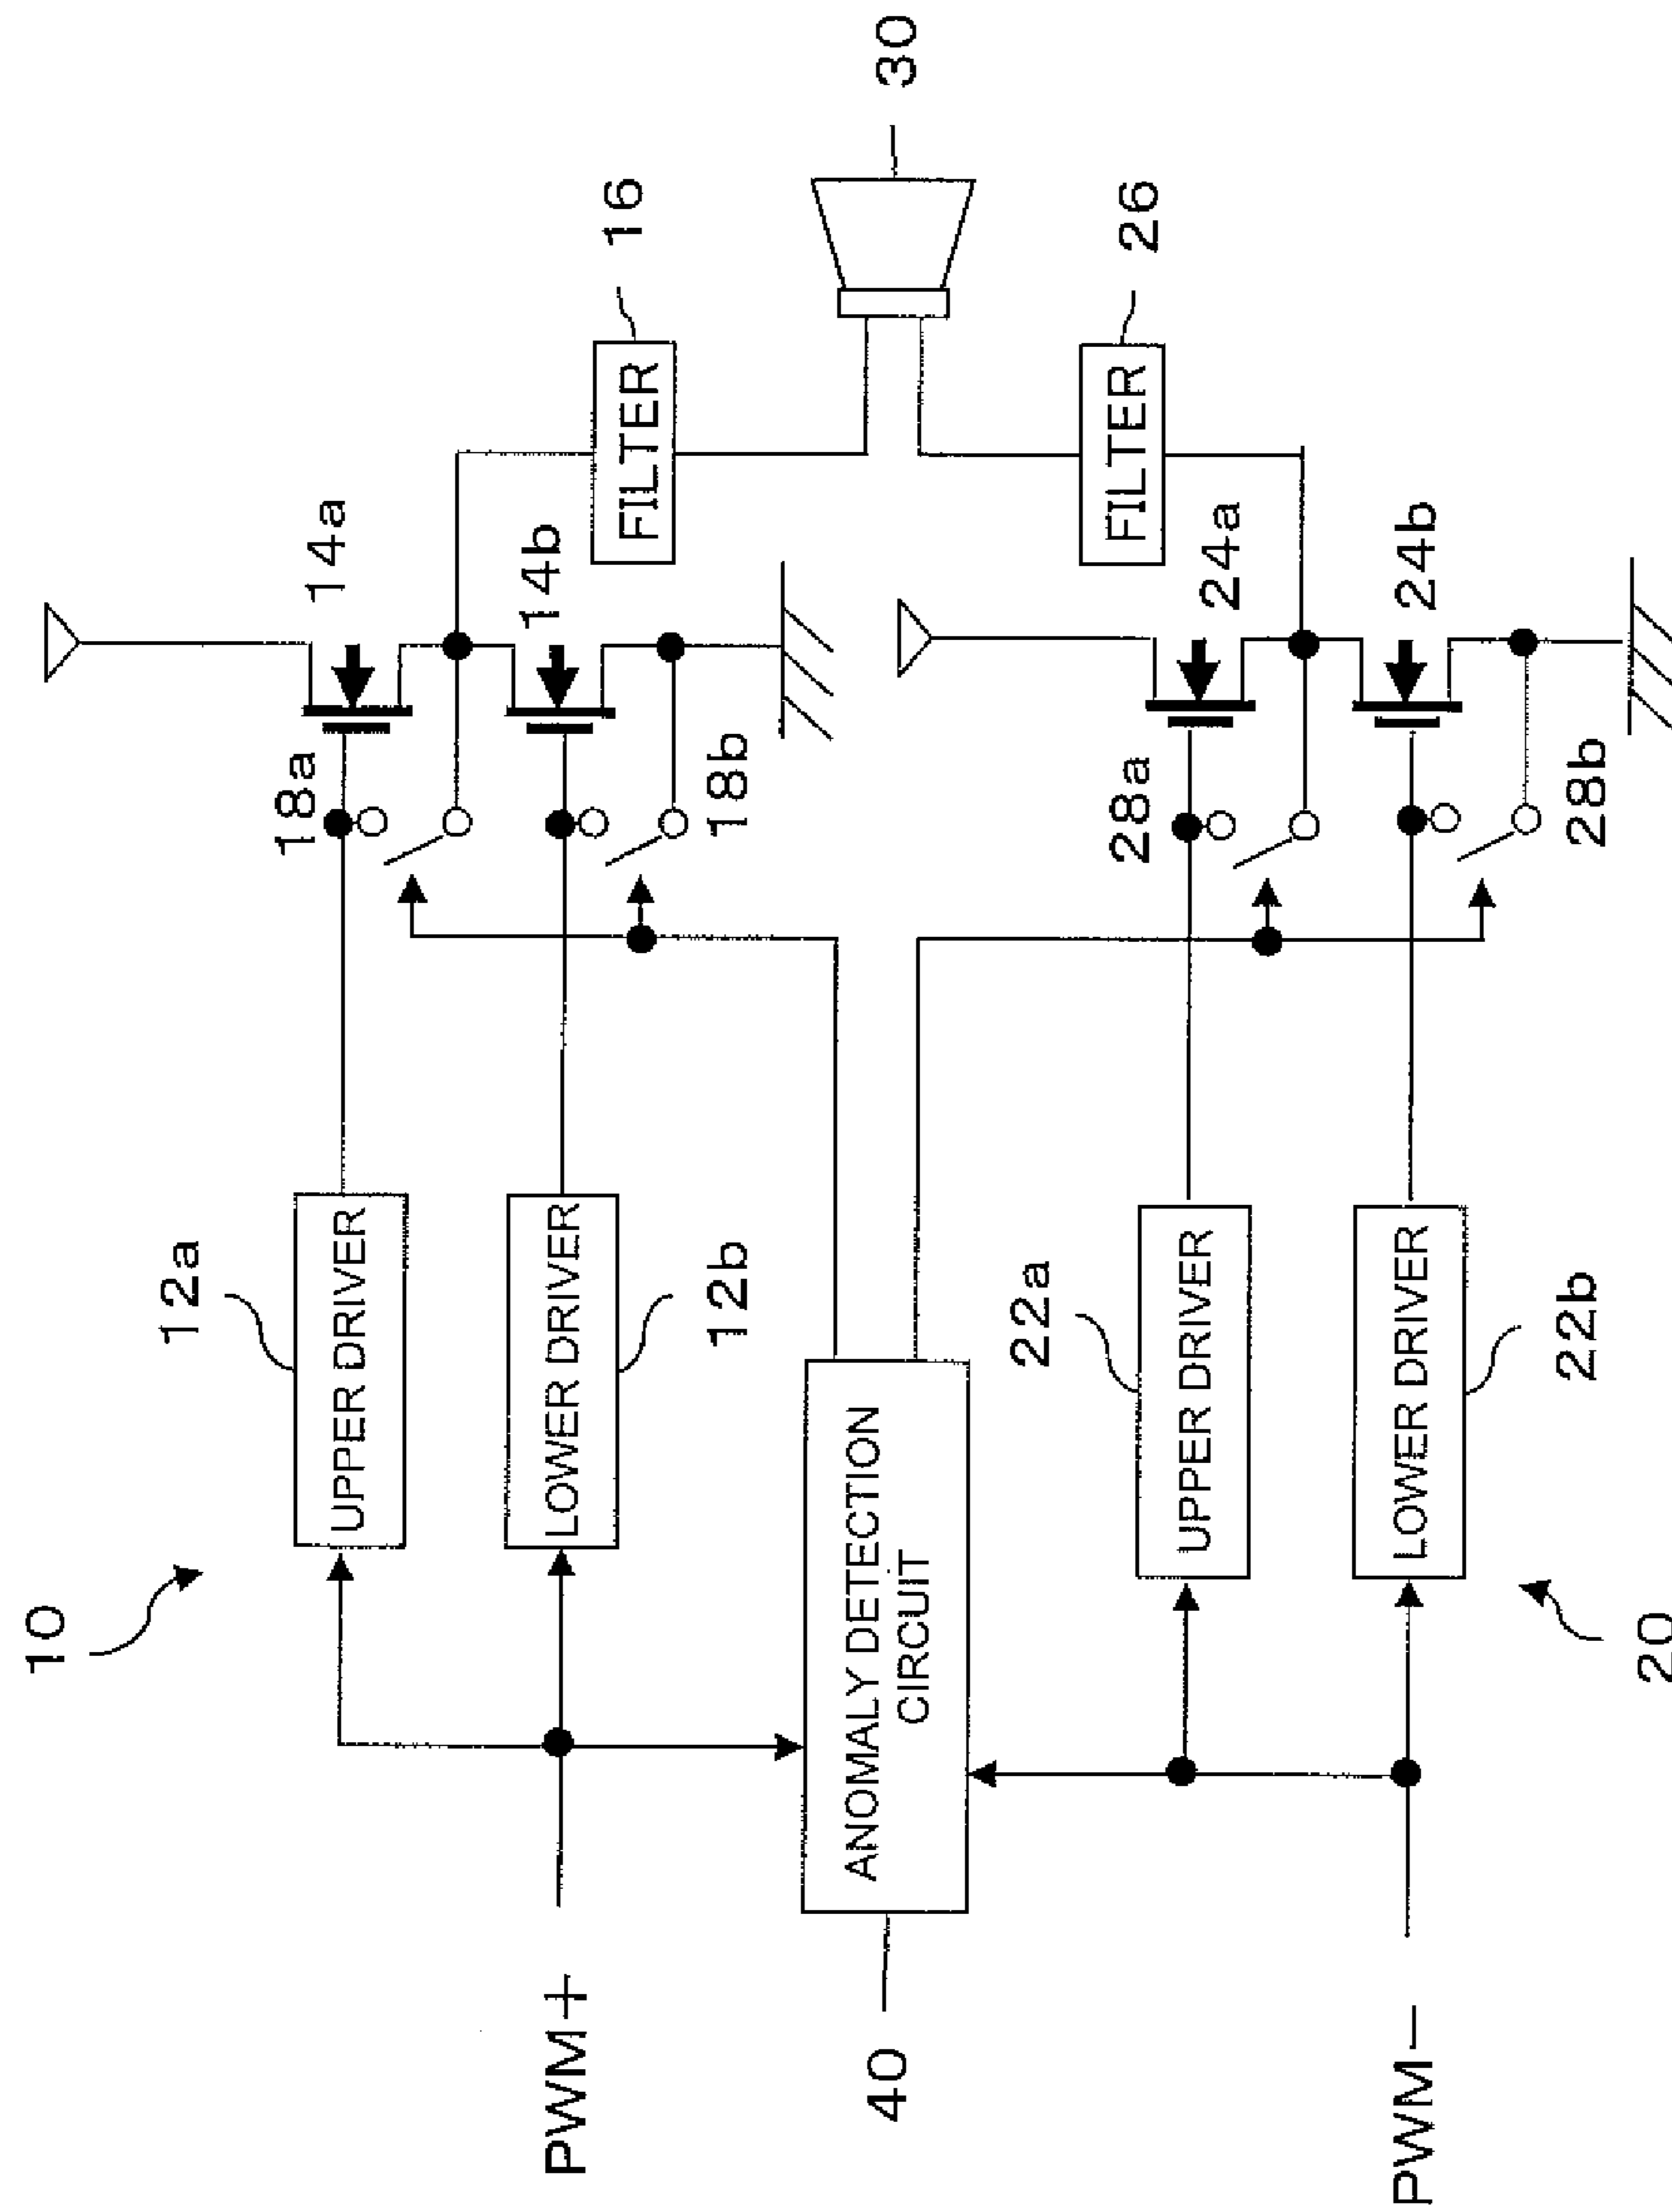 10
12a
UPPER DRIVER
18a
14a
LOWER DRIVER
12b
14b
18b
FILTER
16
PWM+
30
40
ANOMALY DETECTION
CIRCUIT
22a
UPPER DRIVER
28a
24a
FILTER
26
LOWER DRIVER
22b
24b
28b
PWM−
20